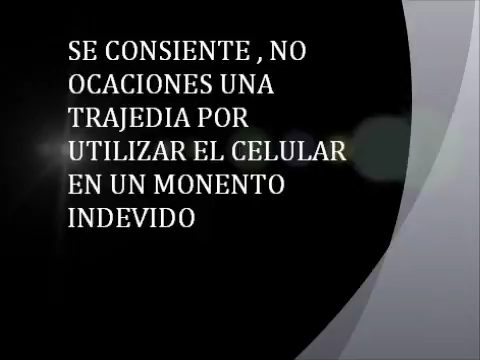 SE CONSIENTE , NO
OCACIONES UNA
TRAJEDIA POR
UTILIZAR EL CELULAR
EN UN MONENTO
INDEVIDO